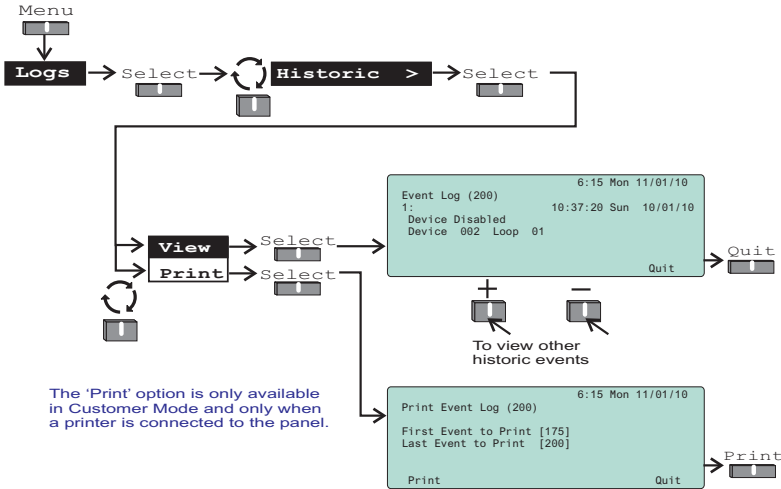 Menu
Logs
Select
Historic >
Select
6:15 Mon 11/01/10
Event Log (200)
1: 10:37:20 Sun 10/01/10
Device Disabled
Device 002 Loop 01
Quit
View
Select
Quit
Print
Select
+ −
To view other
historic events
The ‘Print’ option is only available
in Customer Mode and only when
a printer is connected to the panel.
6:15 Mon 11/01/10
Print Event Log (200)
First Event to Print [175]
Last Event to Print [200]
Print Quit
Print